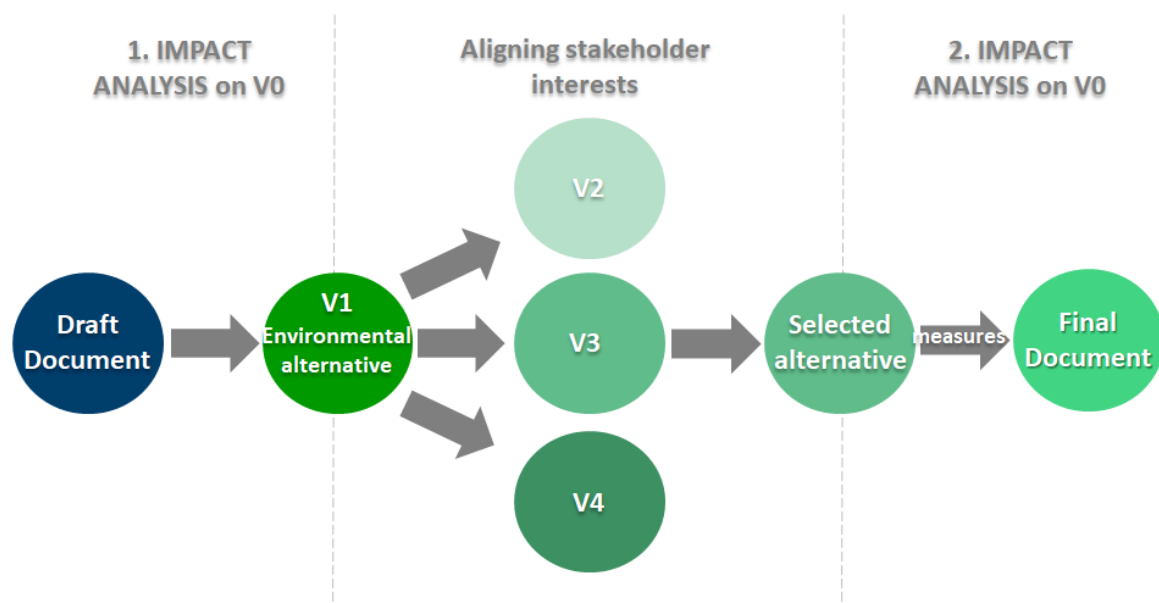 1. IMPACT
ANALYSIS on V0
Aligning stakeholder
interests
2. IMPACT
ANALYSIS on V0
V2
Draft
Document
V1
Environmental
alternative
V3
Selected
alternative
measures
Final
Document
V4